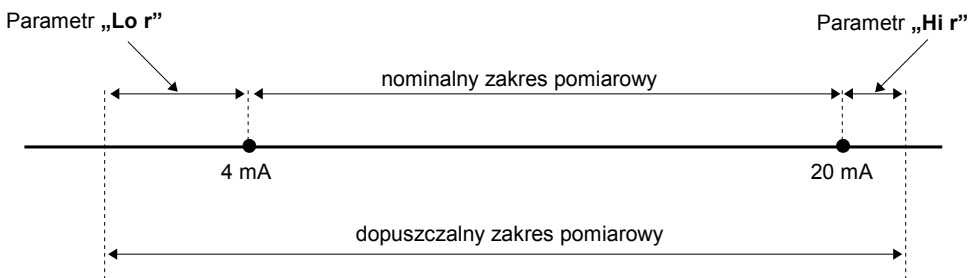 Parametr „Lo r”
Parametr „Hi r”
nominalny zakres pomiarowy
4 mA
20 mA
dopuszczalny zakres pomiarowy